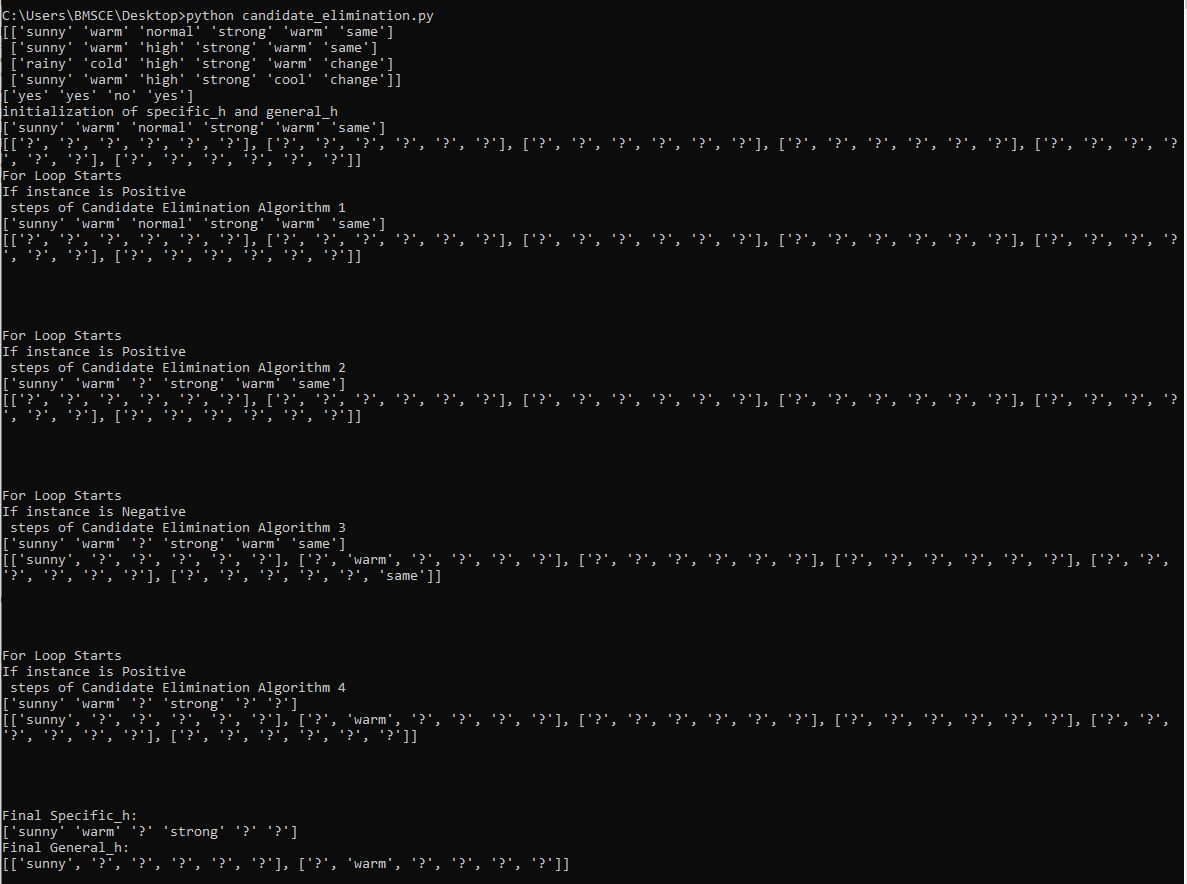 C:\Users\BMSCE\Desktop>python candidate_elimination.py
[['sunny' 'warm' 'normal' 'strong' 'warm' 'same']
 ['sunny' 'warm' 'high' 'strong' 'warm' 'same']
 ['rainy' 'cold' 'high' 'strong' 'warm' 'change']
 ['sunny' 'warm' 'high' 'strong' 'cool' 'change']]
['yes' 'yes' 'no' 'yes']
initialization of specific_h and general_h
['sunny' 'warm' 'normal' 'strong' 'warm' 'same']
[['?', '?', '?', '?', '?', '?'], ['?', '?', '?', '?', '?', '?'], ['?', '?', '?', '?', '?', '?'], ['?', '?', '?', '?', '?', '?'], ['?', '?', '?', '?
', '?', '?'], ['?', '?', '?', '?', '?', '?']]
For Loop Starts
If instance is Positive
 steps of Candidate Elimination Algorithm 1
['sunny' 'warm' 'normal' 'strong' 'warm' 'same']
[['?', '?', '?', '?', '?', '?'], ['?', '?', '?', '?', '?', '?'], ['?', '?', '?', '?', '?', '?'], ['?', '?', '?', '?', '?', '?'], ['?', '?', '?', '?
', '?', '?'], ['?', '?', '?', '?', '?', '?']]
For Loop Starts
If instance is Positive
 steps of Candidate Elimination Algorithm 2
['sunny' 'warm' '?' 'strong' 'warm' 'same']
[['?', '?', '?', '?', '?', '?'], ['?', '?', '?', '?', '?', '?'], ['?', '?', '?', '?', '?', '?'], ['?', '?', '?', '?', '?', '?'], ['?', '?', '?', '?
', '?', '?'], ['?', '?', '?', '?', '?', '?']]
For Loop Starts
If instance is Negative
 steps of Candidate Elimination Algorithm 3
['sunny' 'warm' '?' 'strong' 'warm' 'same']
[['sunny', '?', '?', '?', '?', '?'], ['?', 'warm', '?', '?', '?', '?'], ['?', '?', '?', '?', '?', '?'], ['?', '?', '?', '?', '?', '?'], ['?', '?',
'?', '?', '?', '?'], ['?', '?', '?', '?', '?', 'same']]
For Loop Starts
If instance is Positive
 steps of Candidate Elimination Algorithm 4
['sunny' 'warm' '?' 'strong' '?' '?']
[['sunny', '?', '?', '?', '?', '?'], ['?', 'warm', '?', '?', '?', '?'], ['?', '?', '?', '?', '?', '?'], ['?', '?', '?', '?', '?', '?'], ['?', '?',
'?', '?', '?', '?'], ['?', '?', '?', '?', '?', '?']]
Final Specific_h:
['sunny' 'warm' '?' 'strong' '?' '?']
Final General_h:
[['sunny', '?', '?', '?', '?', '?'], ['?', 'warm', '?', '?', '?', '?']]